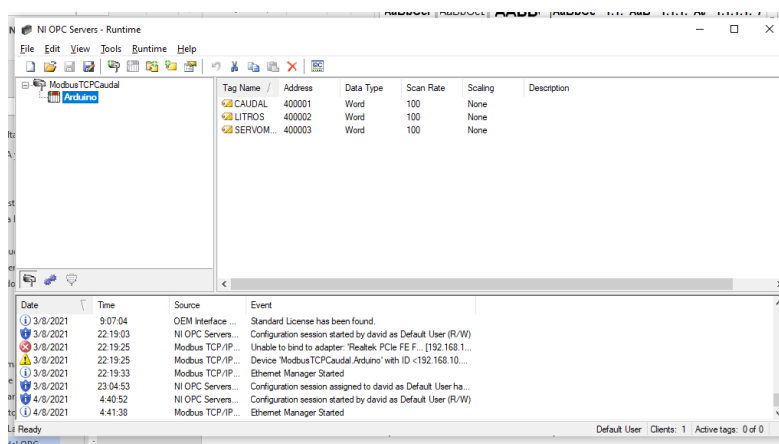 NI OPC Servers - Runtime
File Edit View Tools Runtime Help
ModbusTCPCaudal
Arduino
Tag Name Address Data Type Scan Rate Scaling Description
CAUDAL 400001 Word 100 None
LITROS 400002 Word 100 None
SERVOM... 400003 Word 100 None
Date Time Source Event
3/8/2021 9:07:04 OEM Interface ... Standard License has been found.
3/8/2021 22:19:03 NI OPC Servers... Configuration session started by david as Default User (R/W)
3/8/2021 22:19:25 Modbus TCP/IP... Unable to bind to adapter: 'Realtek PCIe FE F... [192.168.1...
3/8/2021 22:19:25 Modbus TCP/IP... Device 'ModbusTCPCaudal.Arduino' with ID <192.168.10....
3/8/2021 22:19:33 Modbus TCP/IP... Ethernet Manager Started
3/8/2021 23:04:53 NI OPC Servers... Configuration session assigned to david as Default User ha...
4/8/2021 4:40:52 NI OPC Servers... Configuration session started by david as Default User (R/W)
4/8/2021 4:41:38 Modbus TCP/IP... Ethernet Manager Started
Ready Default User Clients: 1 Active tags: 0 of 0